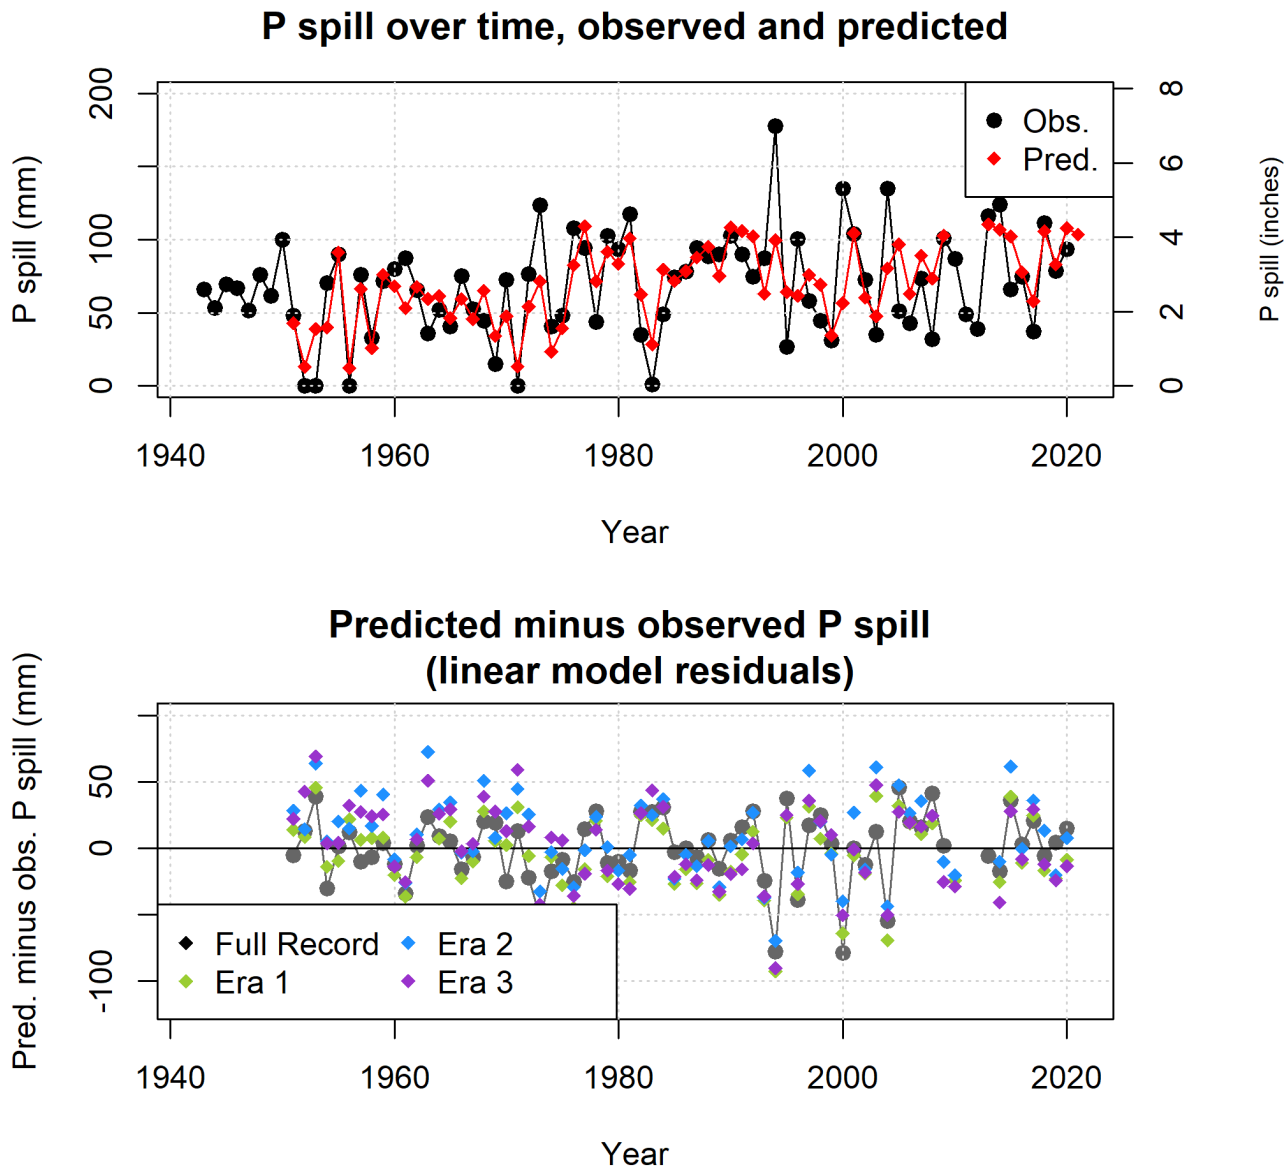 P spill over time, observed and predicted
P spill (mm)
200
100
50
0
8
6
4
2
0
P spill (inches)
Obs.
Pred.
1940 1960 1980 2000 2020
Year
Predicted minus observed P spill
(linear model residuals)
Pred. minus obs. P spill (mm)
50
0
-100
Full Record
Era 2
Era 1
Era 3
1940 1960 1980 2000 2020
Year